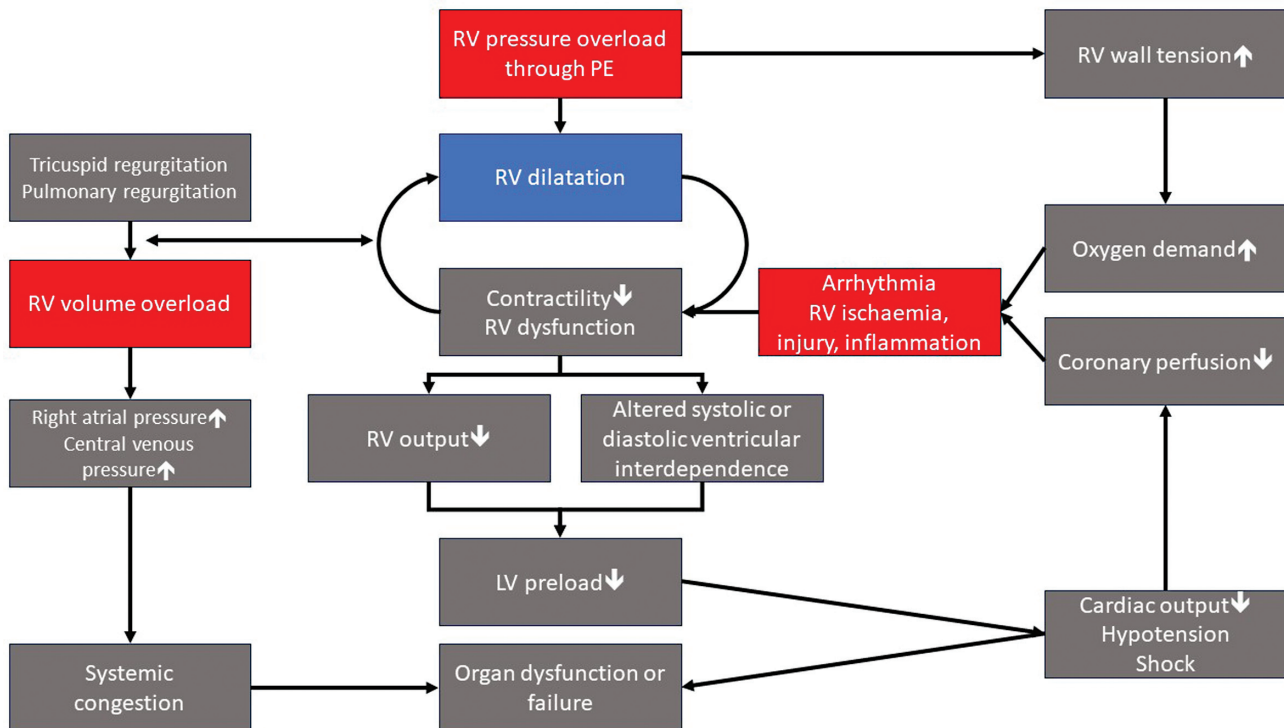 RV pressure overload
through PE
RV wall tension⬆
Tricuspid regurgitation
Pulmonary regurgitation
RV dilatation
Oxygen demand⬆
RV volume overload
Contractility⬇
RV dysfunction
Arrhythmia
RV ischaemia,
injury, inflammation
Coronary perfusion⬇
Right atrial pressure⬆
Central venous
pressure⬆
RV output⬇
Altered systolic or
diastolic ventricular
interdependence
LV preload⬇
Cardiac output⬇
Hypotension
Shock
Systemic
congestion
Organ dysfunction or
failure